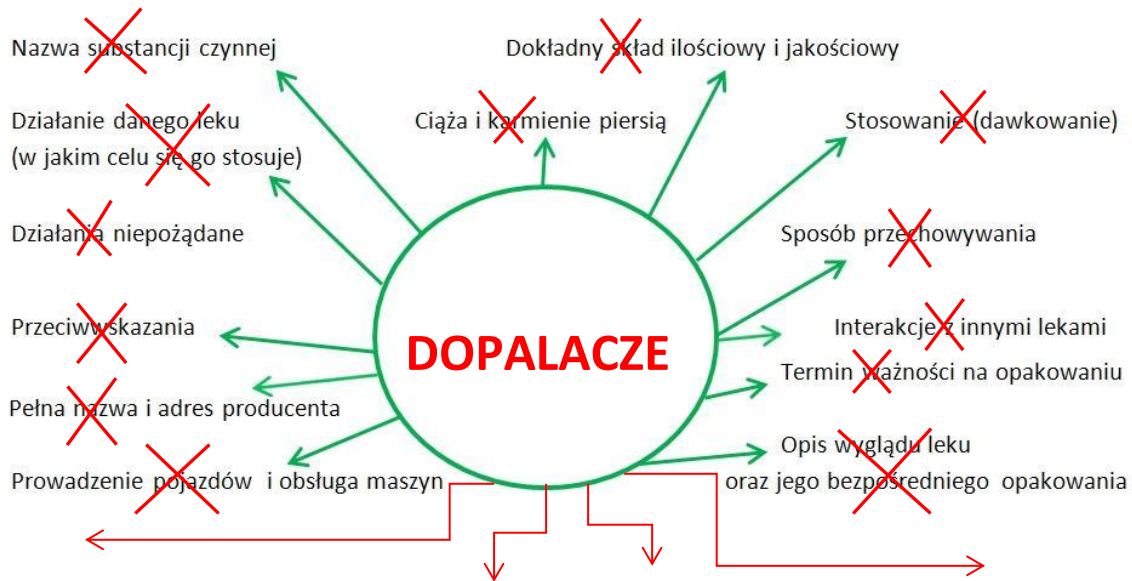 Nazwa substancji czynnej
Dokładny skład ilościowy i jakościowy
Działanie danego leku
(w jakim celu się go stosuje)
Ciąża i karmienie piersią
Stosowanie (dawkowanie)
Działania niepożądane
Sposób przechowywania
Przeciwwskazania
Interakcje z innymi lekami
DOPALACZE
Termin ważności na opakowaniu
Pełna nazwa i adres producenta
Opis wyglądu leku
oraz jego bezpośredniego opakowania
Prowadzenie pojazdów i obsługa maszyn